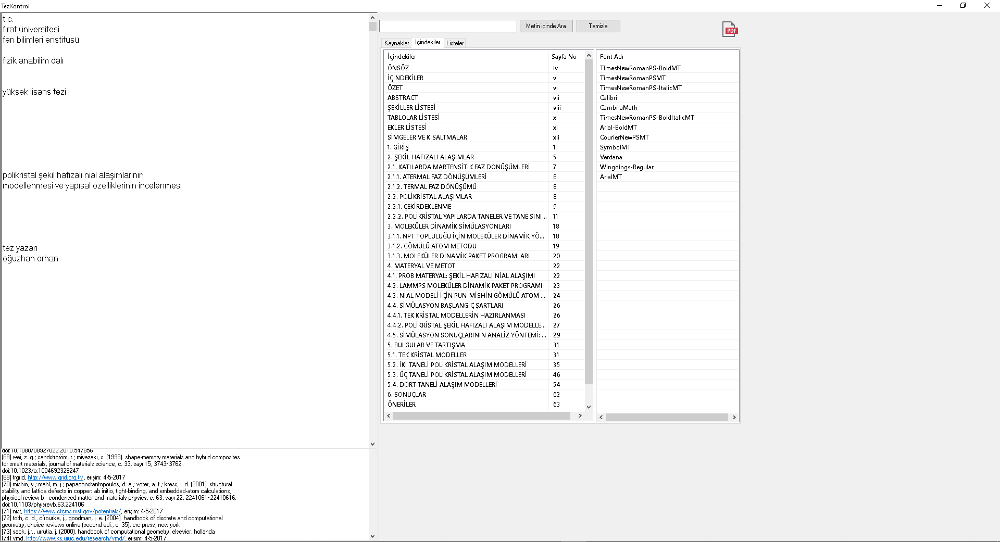 TezKontrol
t.c.
fırat üniversitesi
fen bilimleri enstitüsü
fizik anabilim dalı
yüksek lisans tezi
polikristal şekil hafızalı nial alaşımlarının
modellenmesi ve yapısal özelliklerinin incelenmesi
tez yazarı
oğuzhan orhan
doi:10.1080/08927022.2010.547856
[68] wei, z. g.; sandstroröm, r.; miyazaki, s. (1998). shape-memory materials and hybrid composites
for smart materials, journal of materials science, c. 33, sayı 15, 3743-3762.
doi:10.1023/a:1004692329247
[69] trgrıd, http://www.grid.org.tr/, erişim: 4-5-2017
[70] mishin, y.; mehl, m. j.; papaconstantopoulos, d. a.; voter, a. f.; kress, j. d. (2001). structural
stability and lattice defects in copper: ab initio, tight-binding, and embedded-atom calculations,
physical review b - condensed matter and materials physics, c. 63, sayı 22, 2241061-22410616.
doi:10.1103/physrevb.63.224106
[71] nist, https://www.ctcms.nist.gov/potentials/, erişim: 4-5-2017
[72] toth, c. d., o´rourke, j., goodman, j. e. (2004). handbook of discrete and computational
geometry, choice reviews online (second edi., c. 35), crc press, new york
[73] sack, j.r., urrutia, j. (2000). handbook of computational geometry, elsevier, hollanda
[74] vmd, http://www.ks.uiuc.edu/research/vmd/, erişim: 4-5-2017
Metin içinde Ara
Temizle
PDF
Kaynaklar İçindekiler Listeler
İçindekiler Sayfa No
ÖNSÖZ iv
İÇİNDEKİLER v
ÖZET vi
ABSTRACT vii
ŞEKİLLER LİSTESİ viii
TABLOLAR LİSTESİ x
EKLER LİSTESİ xi
SİMGELER VE KISALTMALAR xii
1. GİRİŞ 1
2. ŞEKİL HAFIZALI ALAŞIMLAR 5
2.1. KATILARDA MARTENSİTİK FAZ DÖNÜŞÜMLERİ 7
2.1.1. ATERMAL FAZ DÖNÜŞÜMLERİ 8
2.1.2. TERMAL FAZ DÖNÜŞÜMÜ 8
2.2. POLİKRİSTAL ALAŞIMLAR 8
2.2.1. ÇEKİRDEKLENME 9
2.2.2. POLİKRİSTAL YAPILARDA TANELER VE TANE SINI... 11
3. MOLEKÜLER DİNAMİK SİMÜLASYONLARI 18
3.1.1. NPT TOPLULUĞU İÇİN MOLEKÜLER DİNAMİK YÖ... 18
3.1.2. GÖMÜLÜ ATOM METODU 19
3.1.3. MOLEKÜLER DİNAMİK PAKET PROGRAMLARI 20
4. MATERYAL VE METOT 22
4.1. PROB MATERYAL: ŞEKİL HAFIZALI NİAL ALAŞIMI 22
4.2. LAMMPS MOLEKÜLER DİNAMİK PAKET PROGRAMI 23
4.3. NİAL MODELİ İÇİN PUN-MİSHİN GÖMÜLÜ ATOM ... 24
4.4. SİMÜLASYON BAŞLANGIÇ ŞARTLARI 26
4.4.1. TEK KRİSTAL MODELLERİN HAZIRLANMASI 26
4.4.2. POLİKRİSTAL ŞEKİL HAFIZALI ALAŞIM MODELLE... 27
4.5. SİMÜLASYON SONUÇLARININ ANALİZ YÖNTEMİ: ... 29
5. BULGULAR VE TARTIŞMA 31
5.1. TEK KRİSTAL MODELLER 31
5.2. İKİ TANELİ POLİKRİSTAL ALAŞIM MODELLERİ 35
5.3. ÜÇ TANELİ POLİKRİSTAL ALAŞIM MODELLERİ 46
5.4. DÖRT TANELİ ALAŞIM MODELLERİ 54
6. SONUÇLAR 62
ÖNERİLER 63
Font Adı
TimesNewRomanPS-BoldMT
TimesNewRomanPSMT
TimesNewRomanPS-ItalicMT
Calibri
CambriaMath
TimesNewRomanPS-BoldItalicMT
Arial-BoldMT
CourierNewPSMT
SymbolMT
Verdana
Wingdings-Regular
ArialMT